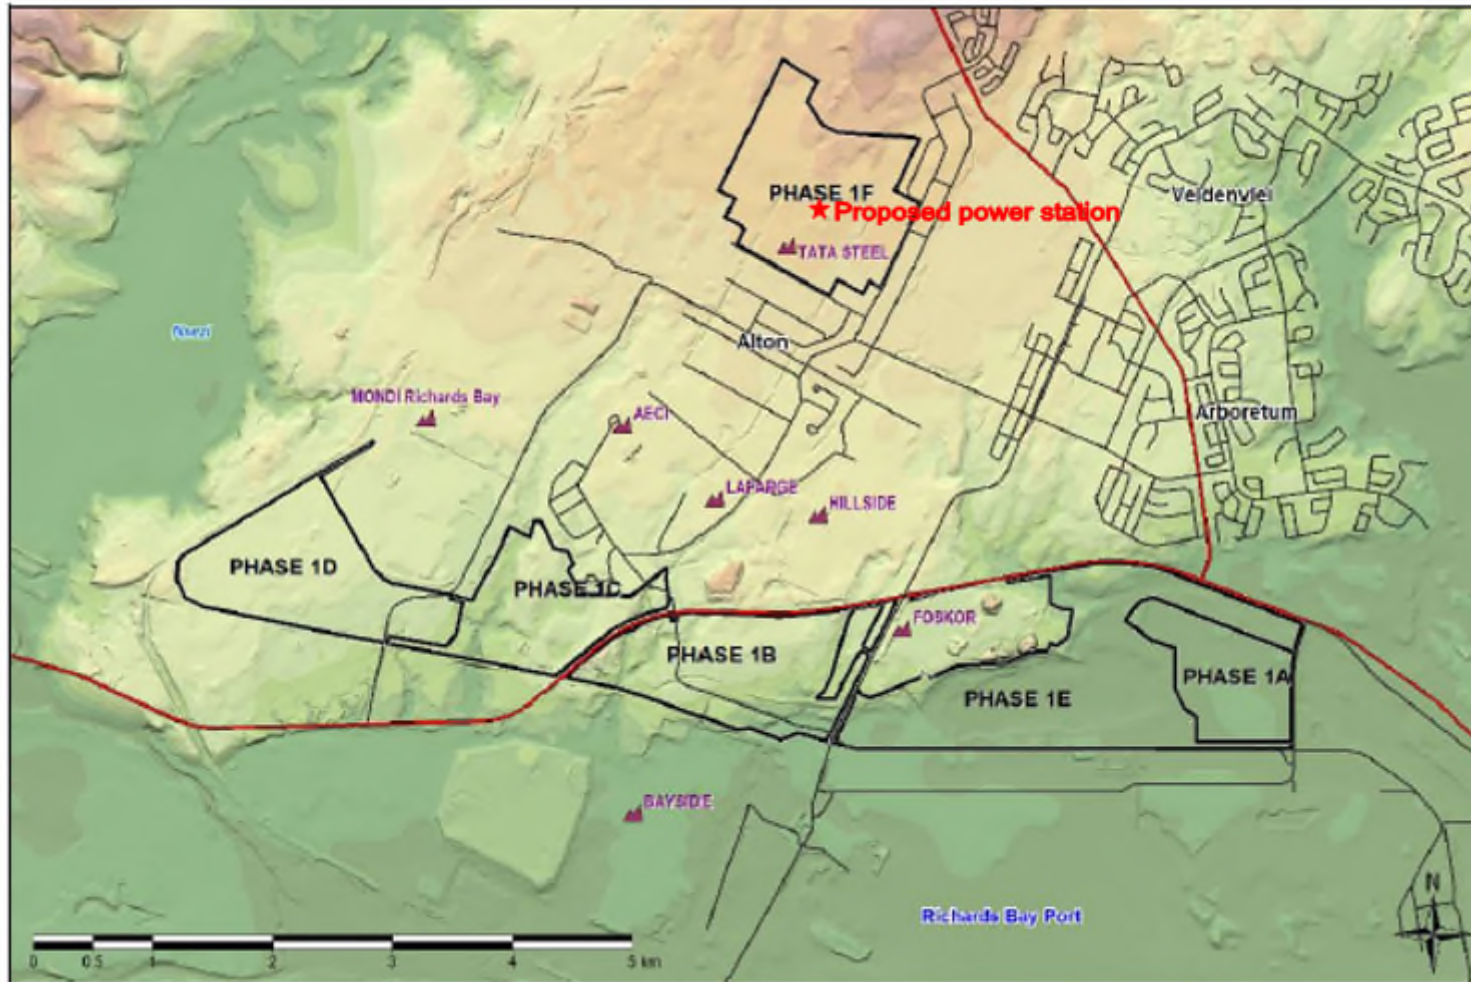 PHASE 1F
Proposed power station
Veldenvlei
TATA STEEL
Nsezi
Alton
MONDI Richards Bay
AECI
Arboretum
LAFARGE
HILLSIDE
PHASE 1D
PHASE 1C
FOSKOR
PHASE 1B
PHASE 1A
PHASE 1E
BAYSIDE
N
Richards Bay Port
0 0.5 1 2 3 4 5 km